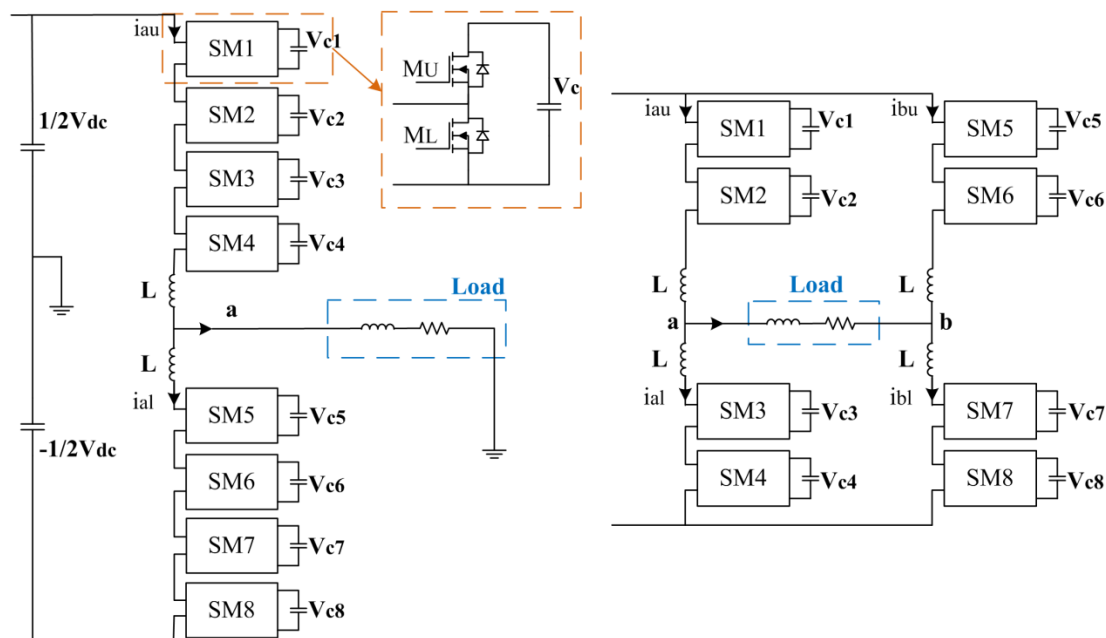 iau
SM1
Vc1
SM2
Vc2
SM3
Vc3
SM4
Vc4
1/2Vdc
-1/2Vdc
MU
ML
Vc
L
a
Load
L
ial
SM5
Vc5
SM6
Vc6
SM7
Vc7
SM8
Vc8
iau
SM1
Vc1
SM2
Vc2
ibu
SM5
Vc5
SM6
Vc6
L
L
Load
a
b
L
L
ial
SM3
Vc3
SM4
Vc4
ibl
SM7
Vc7
SM8
Vc8